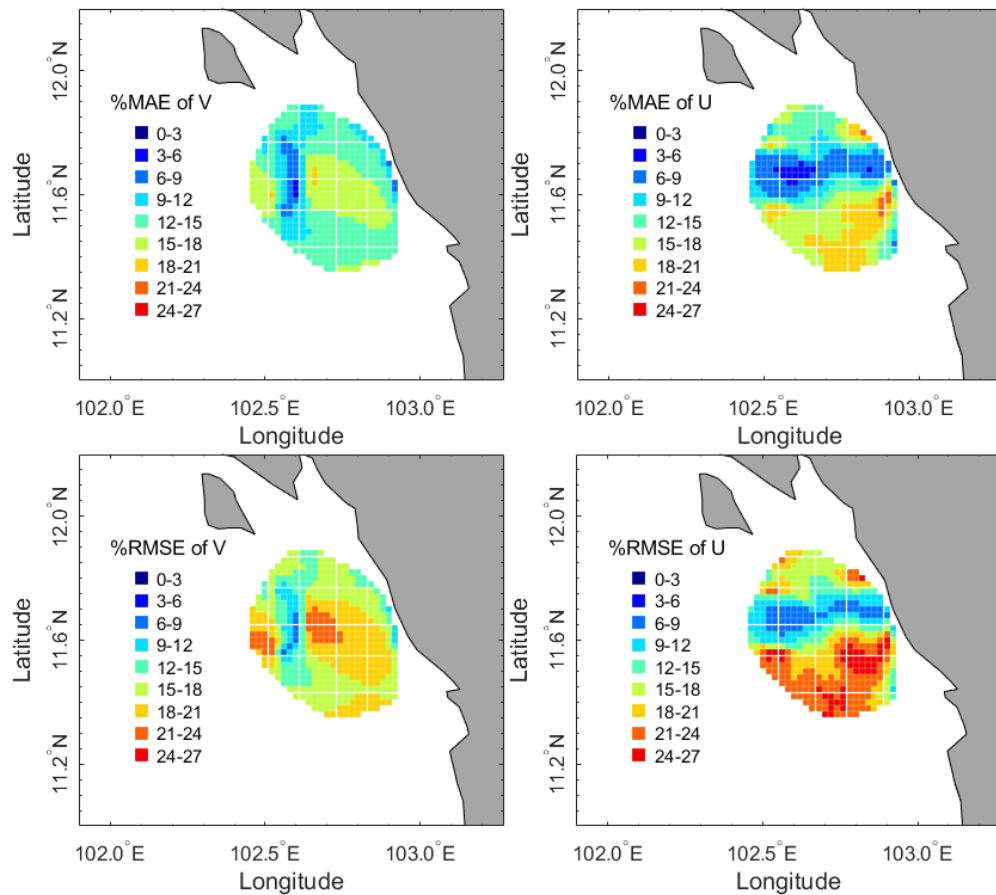 12.0°N
11.6°N
11.2°N
Latitude
%MAE of V
0-3
3-6
6-9
9-12
12-15
15-18
18-21
21-24
24-27
102.0°E
102.5°E
103.0°E
Longitude
12.0°N
11.6°N
11.2°N
Latitude
%MAE of U
0-3
3-6
6-9
9-12
12-15
15-18
18-21
21-24
24-27
102.0°E
102.5°E
103.0°E
Longitude
12.0°N
11.6°N
11.2°N
Latitude
%RMSE of V
0-3
3-6
6-9
9-12
12-15
15-18
18-21
21-24
24-27
102.0°E
102.5°E
103.0°E
Longitude
12.0°N
11.6°N
11.2°N
Latitude
%RMSE of U
0-3
3-6
6-9
9-12
12-15
15-18
18-21
21-24
24-27
102.0°E
102.5°E
103.0°E
Longitude